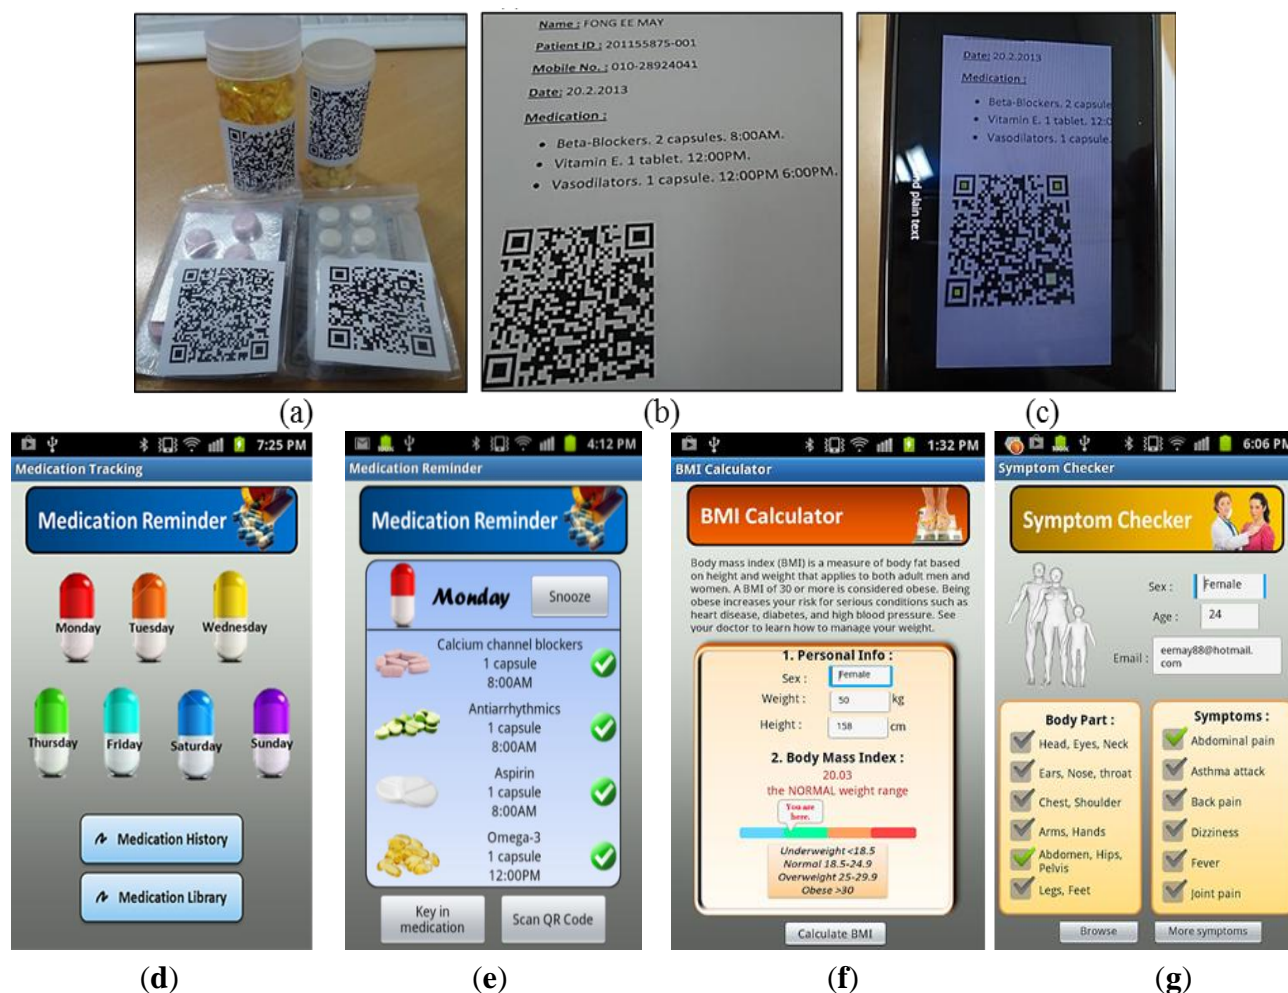 Name : FONG EE MAY
Patient ID : 201155875-001
Mobile No. : 010-28924041
Date: 20.2.2013
Medication :
• Beta-Blockers. 2 capsules. 8:00AM.
• Vitamin E. 1 tablet. 12:00PM.
• Vasodilators. 1 capsule. 12:00PM 6:00PM.
Date: 20.2.2013
Medication :
• Beta-Blockers. 2 capsule
• Vitamin E. 1 tablet. 12:0
• Vasodilators. 1 capsule.
plain text
(a)
(b)
(c)
7:25 PM
Medication Tracking
Medication Reminder
Monday
Tuesday
Wednesday
Thursday
Friday
Saturday
Sunday
Medication History
Medication Library
4:12 PM
Medication Reminder
Medication Reminder
Monday
Snooze
Calcium channel blockers
1 capsule
8:00AM
Antiarrhythmics
1 capsule
8:00AM
Aspirin
1 capsule
8:00AM
Omega-3
1 capsule
12:00PM
Key in
medication
Scan QR Code
1:32 PM
BMI Calculator
BMI Calculator
Body mass index (BMI) is a measure of body fat based
on height and weight that applies to both adult men and
women. A BMI of 30 or more is considered obese. Being
obese increases your risk for serious conditions such as
heart disease, diabetes, and high blood pressure. See
your doctor to learn how to manage your weight.
1. Personal Info :
Sex : Female
Weight : 50 kg
Height : 158 cm
2. Body Mass Index :
20.03
the NORMAL weight range
You are
here.
Underweight <18.5
Normal 18.5-24.9
Overweight 25-29.9
Obese >30
Calculate BMI
6:06 PM
Symptom Checker
Symptom Checker
Sex : Female
Age : 24
Email : eemay88@hotmail.
com
Body Part :
Head, Eyes, Neck
Ears, Nose, throat
Chest, Shoulder
Arms, Hands
Abdomen, Hips,
Pelvis
Legs, Feet
Symptoms :
Abdominal pain
Asthma attack
Back pain
Dizziness
Fever
Joint pain
Browse
More symptoms
(d)
(e)
(f)
(g)